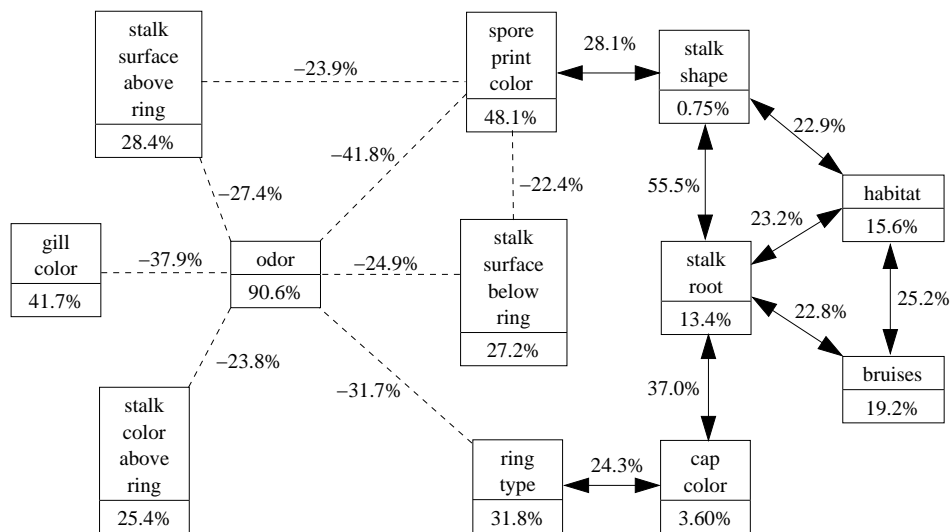 stalk
surface
above
ring
28.4%
−23.9%
spore
print
color
48.1%
28.1%
stalk
shape
0.75%
22.9%
−41.8%
−27.4%
−22.4%
55.5%
habitat
15.6%
23.2%
gill
color
41.7%
−37.9%
odor
90.6%
−24.9%
stalk
surface
below
ring
27.2%
stalk
root
13.4%
22.8%
25.2%
bruises
19.2%
−23.8%
−31.7%
37.0%
stalk
color
above
ring
25.4%
ring
type
31.8%
24.3%
cap
color
3.60%